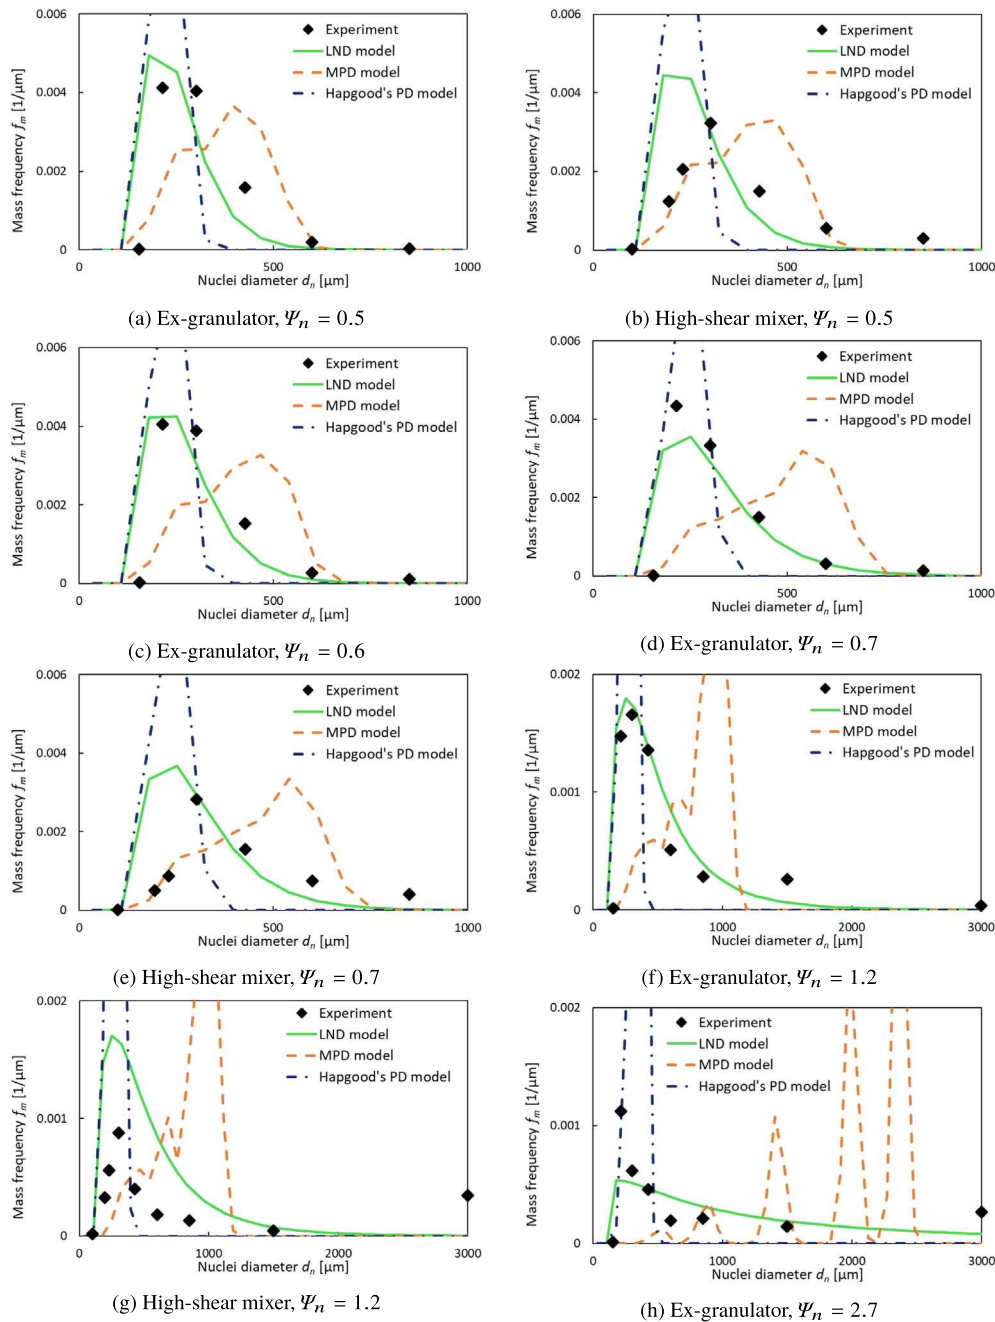 0.006
0.004
0.002
0
Mass frequency fm [1/μm]
Experiment
LND model
MPD model
Hapgood's PD model
0
500
1000
Nuclei diameter dn [μm]
(a) Ex-granulator, Ψn = 0.5
0.006
0.004
0.002
0
Mass frequency fm [1/μm]
Experiment
LND model
MPD model
Hapgood's PD model
0
500
1000
Nuclei diameter dn [μm]
(b) High-shear mixer, Ψn = 0.5
0.006
0.004
0.002
0
Mass frequency fm [1/μm]
Experiment
LND model
MPD model
Hapgood's PD model
0
500
1000
Nuclei diameter dn [μm]
(c) Ex-granulator, Ψn = 0.6
0.006
0.004
0.002
0
Mass frequency fm [1/μm]
Experiment
LND model
MPD model
Hapgood's PD model
0
500
1000
Nuclei diameter dn [μm]
(d) Ex-granulator, Ψn = 0.7
0.006
0.004
0.002
0
Mass frequency fm [1/μm]
Experiment
LND model
MPD model
Hapgood's PD model
0
500
1000
Nuclei diameter dn [μm]
(e) High-shear mixer, Ψn = 0.7
0.002
0.001
0
Mass frequency fm [1/μm]
Experiment
LND model
MPD model
Hapgood's PD model
0
1000
2000
3000
Nuclei diameter dn [μm]
(f) Ex-granulator, Ψn = 1.2
0.002
0.001
0
Mass frequency fm [1/μm]
Experiment
LND model
MPD model
Hapgood's PD model
0
1000
2000
3000
Nuclei diameter dn [μm]
(g) High-shear mixer, Ψn = 1.2
0.002
0.001
0
Mass frequency fm [1/μm]
Experiment
LND model
MPD model
Hapgood's PD model
0
1000
2000
3000
Nuclei diameter dn [μm]
(h) Ex-granulator, Ψn = 2.7